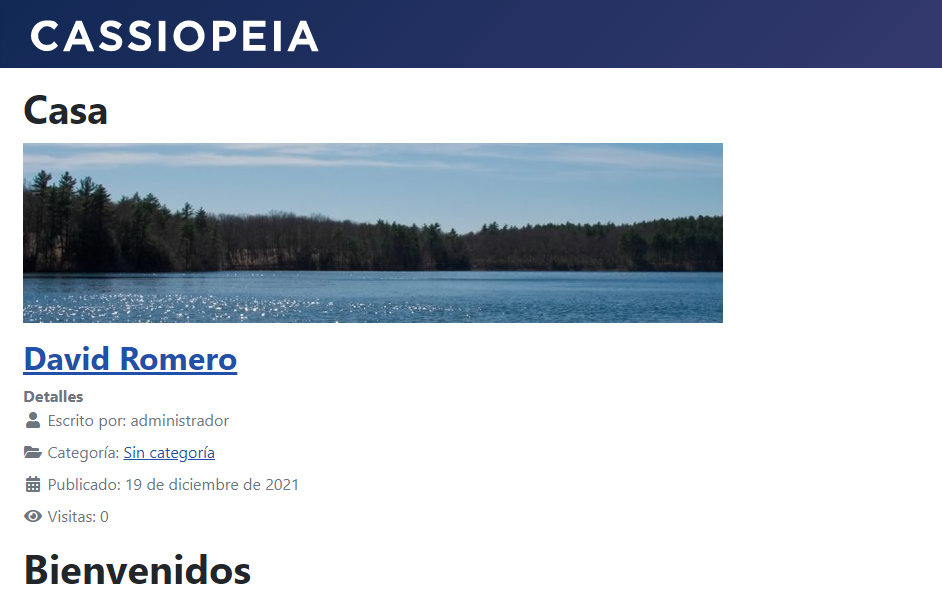 CASSIOPEIA
Casa
David Romero
Detalles
Escrito por: administrador
Categoría: Sin categoría
Publicado: 19 de diciembre de 2021
Visitas: 0
Bienvenidos